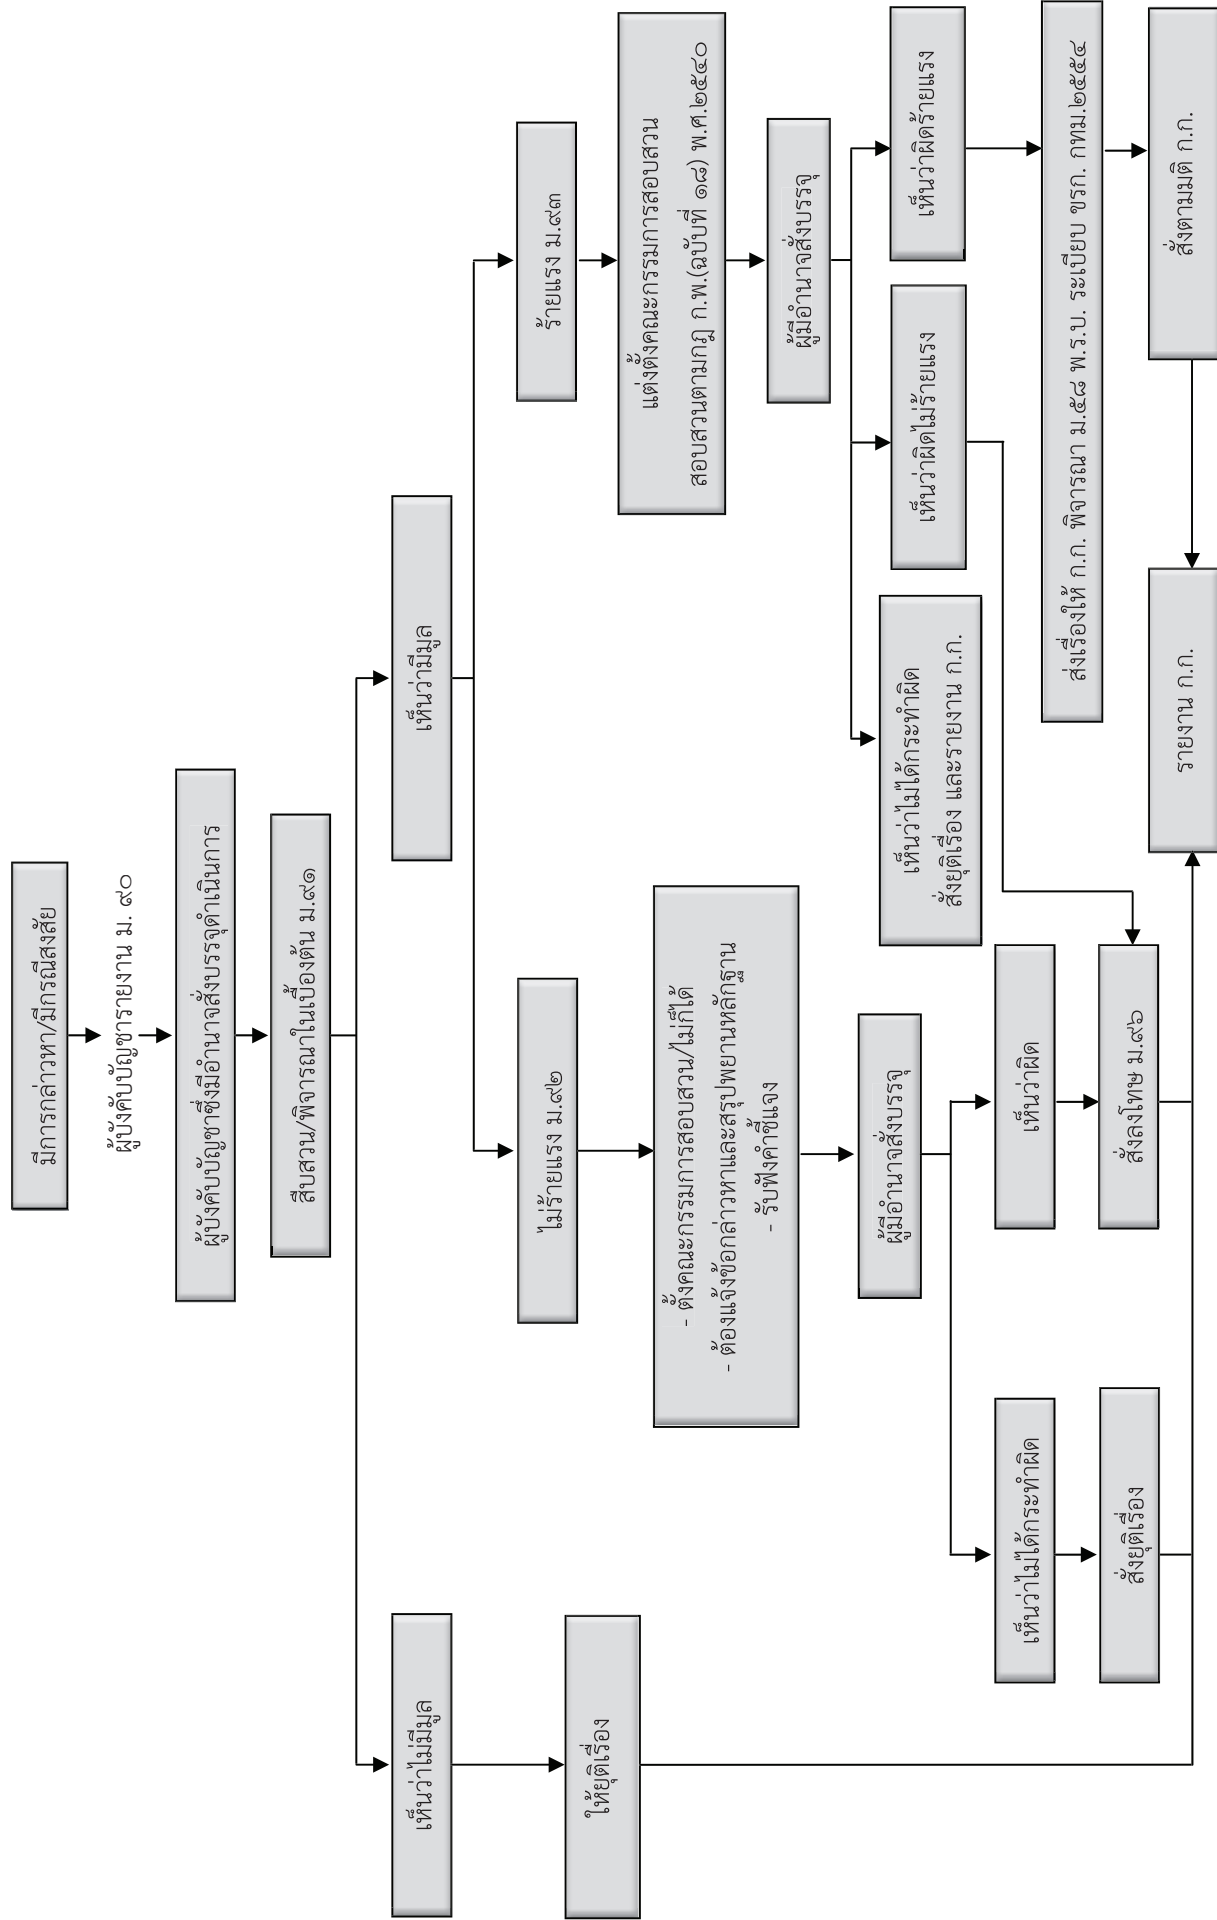 มีการกล่าวหา/มีกรณีสงสัย
ผู้บังคับบัญชารายงาน ม. ๙๐
ผู้บังคับบัญชาซึ่งมีอำนาจสั่งบรรจุดำเนินการ
สืบสวน/พิจารณาในเบื้องต้น ม.๙๑
เห็นว่าไม่มีมูล
เห็นว่ามีมูล
ให้ยุติเรื่อง
ไม่ร้ายแรง ม.๙๒
ร้ายแรง ม.๙๓
- ตั้งคณะกรรมการสอบสวน/ไม่ก็ได้
- ต้องแจ้งข้อกล่าวหาและสรุปพยานหลักฐาน
- รับฟังคำชี้แจง
แต่งตั้งคณะกรรมการสอบสวน
สอบสวนตามกฎ ก.พ.(ฉบับที่ ๑๘) พ.ศ.๒๕๔๐
ผู้มีอำนาจสั่งบรรจุ
ผู้มีอำนาจสั่งบรรจุ
เห็นว่าไม่ได้กระทำผิด
เห็นว่าผิด
เห็นว่าไม่ได้กระทำผิด
สั่งยุติเรื่อง และรายงาน ก.ก.
เห็นว่าผิดไม่ร้ายแรง
เห็นว่าผิดร้ายแรง
สั่งยุติเรื่อง
สั่งลงโทษ ม.๙๖
ส่งเรื่องให้ ก.ก. พิจารณา ม.๕๘ พ.ร.บ. ระเบียบ ขรก. กทม.๒๕๕๔
รายงาน ก.ก.
สั่งตามมติ ก.ก.